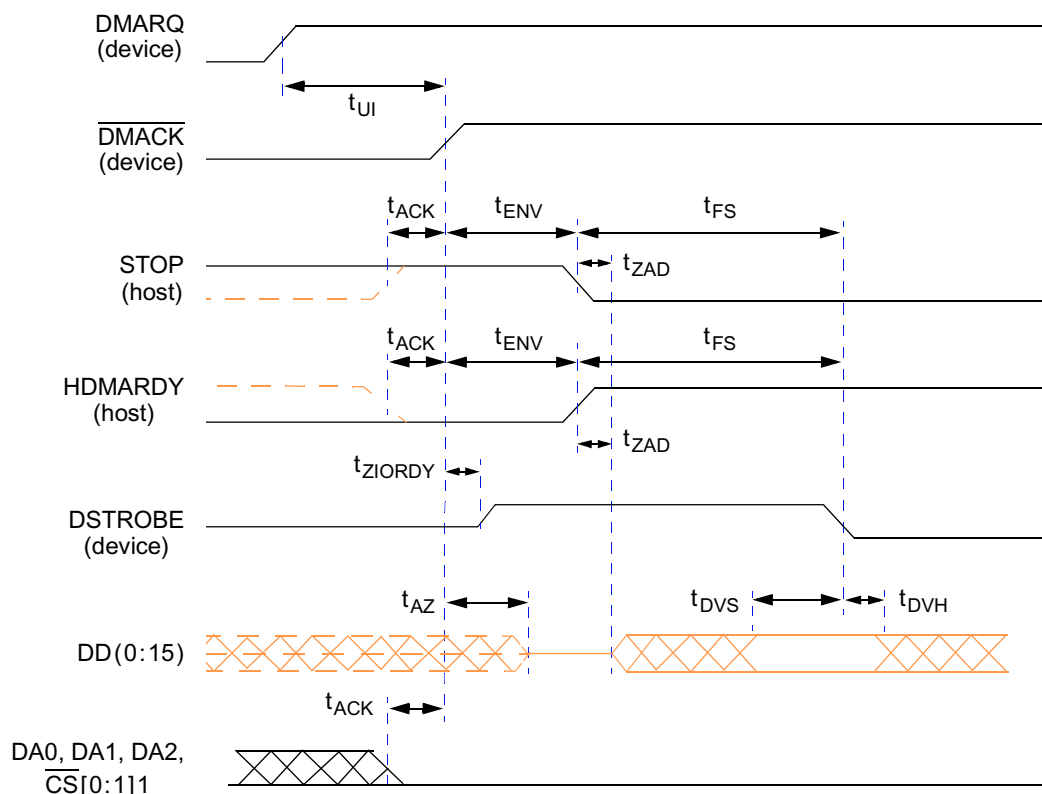 DMARQ
(device)
tUI
DMACK
(device)
tACK
tENV
tFS
STOP
(host)
tZAD
tACK
tENV
tFS
HDMARDY
(host)
tZAD
tZIORDY
DSTROBE
(device)
tAZ
tDVS
tDVH
DD(0:15)
tACK
DA0, DA1, DA2,
CS[0:1]1